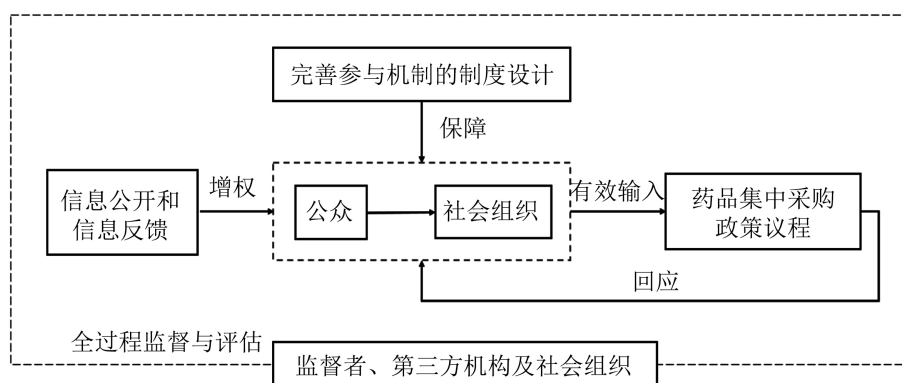 完善参与机制的制度设计
保障
信息公开和
信息反馈
增权
公众
社会组织
有效输入
药品集中采购
政策议程
回应
全过程监督与评估
监督者、第三方机构及社会组织